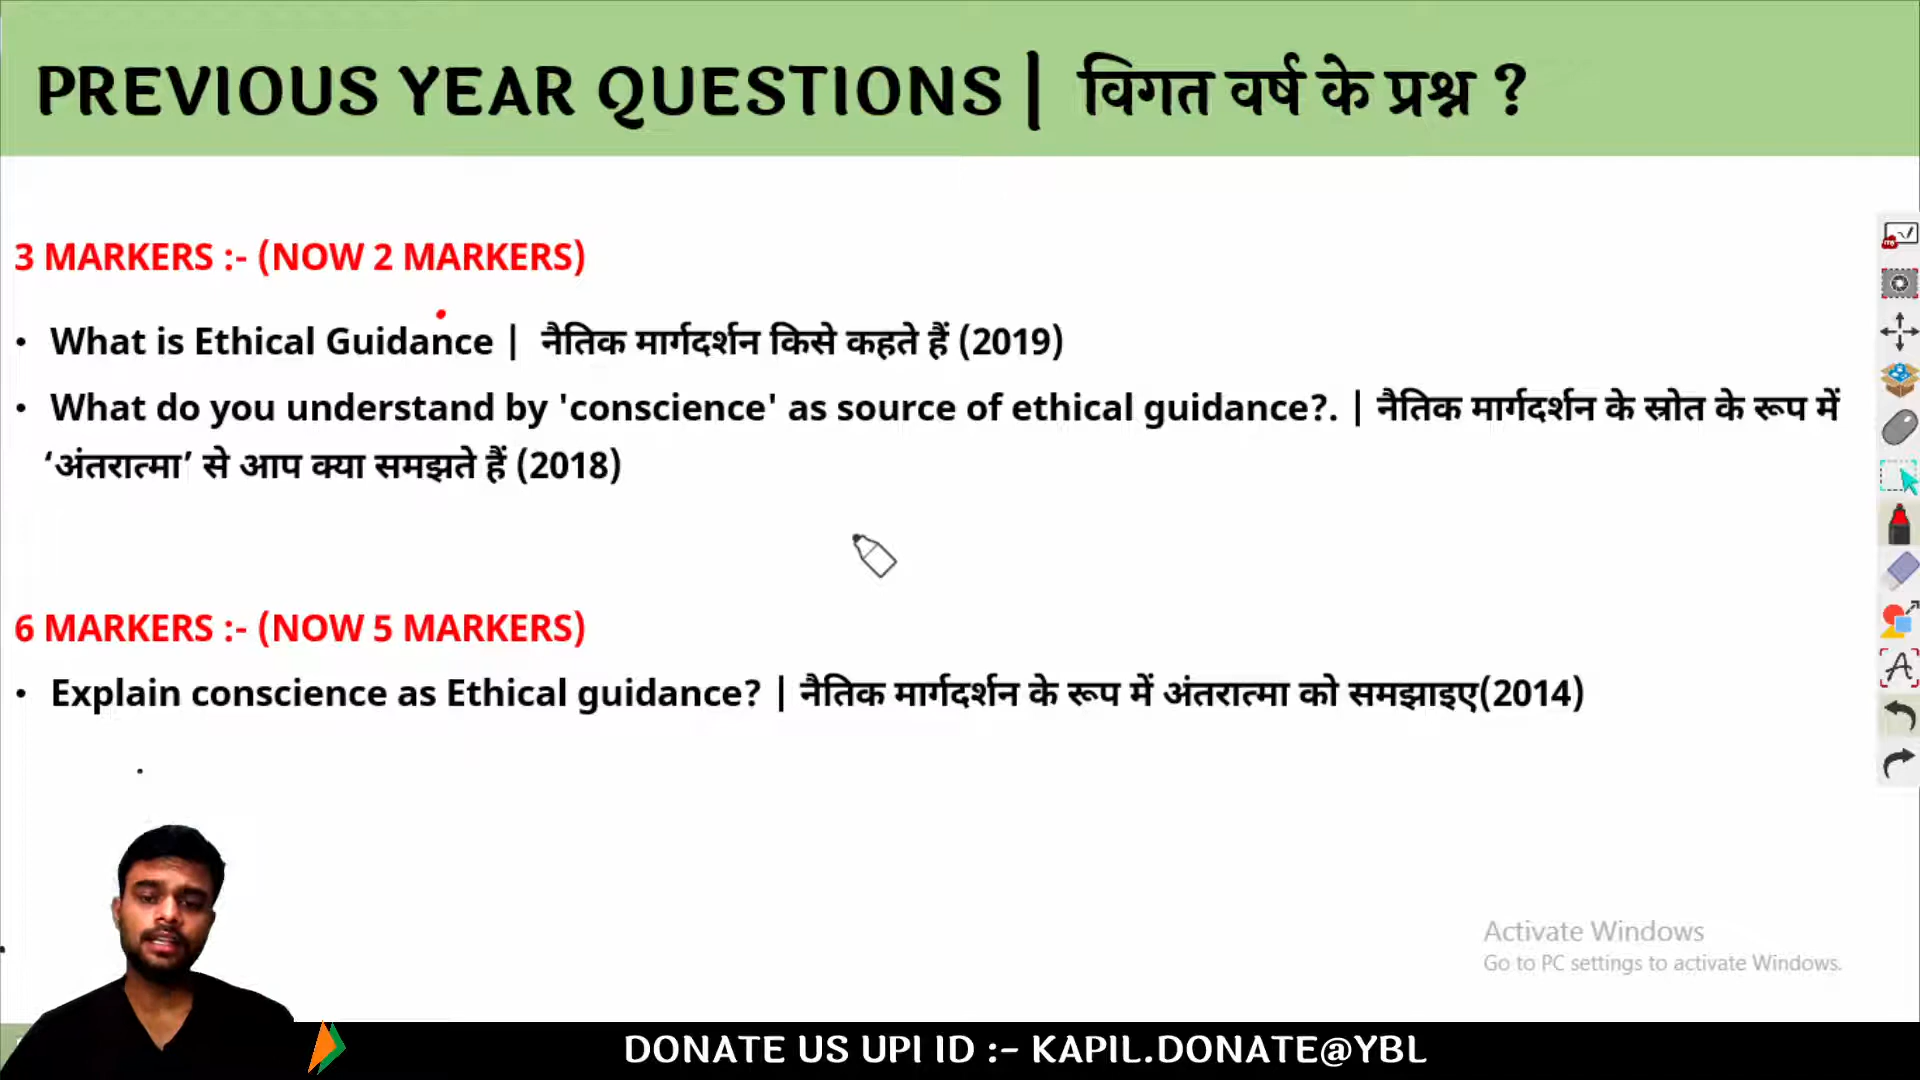 PREVIOUS YEAR QUESTIONS | विगत वर्ष के प्रश्न ?
3 MARKERS :- (NOW 2 MARKERS)
• What is Ethical Guidance | नैतिक मार्गदर्शन किसे कहते हैं (2019)
• What do you understand by 'conscience' as source of ethical guidance?. | नैतिक मार्गदर्शन के स्रोत के रूप में
‘अंतरात्मा’ से आप क्या समझते हैं (2018)
6 MARKERS :- (NOW 5 MARKERS)
• Explain conscience as Ethical guidance? | नैतिक मार्गदर्शन के रूप में अंतरात्मा को समझाइए(2014)
Activate Windows
Go to PC settings to activate Windows.
DONATE US UPI ID :- KAPIL.DONATE@YBL